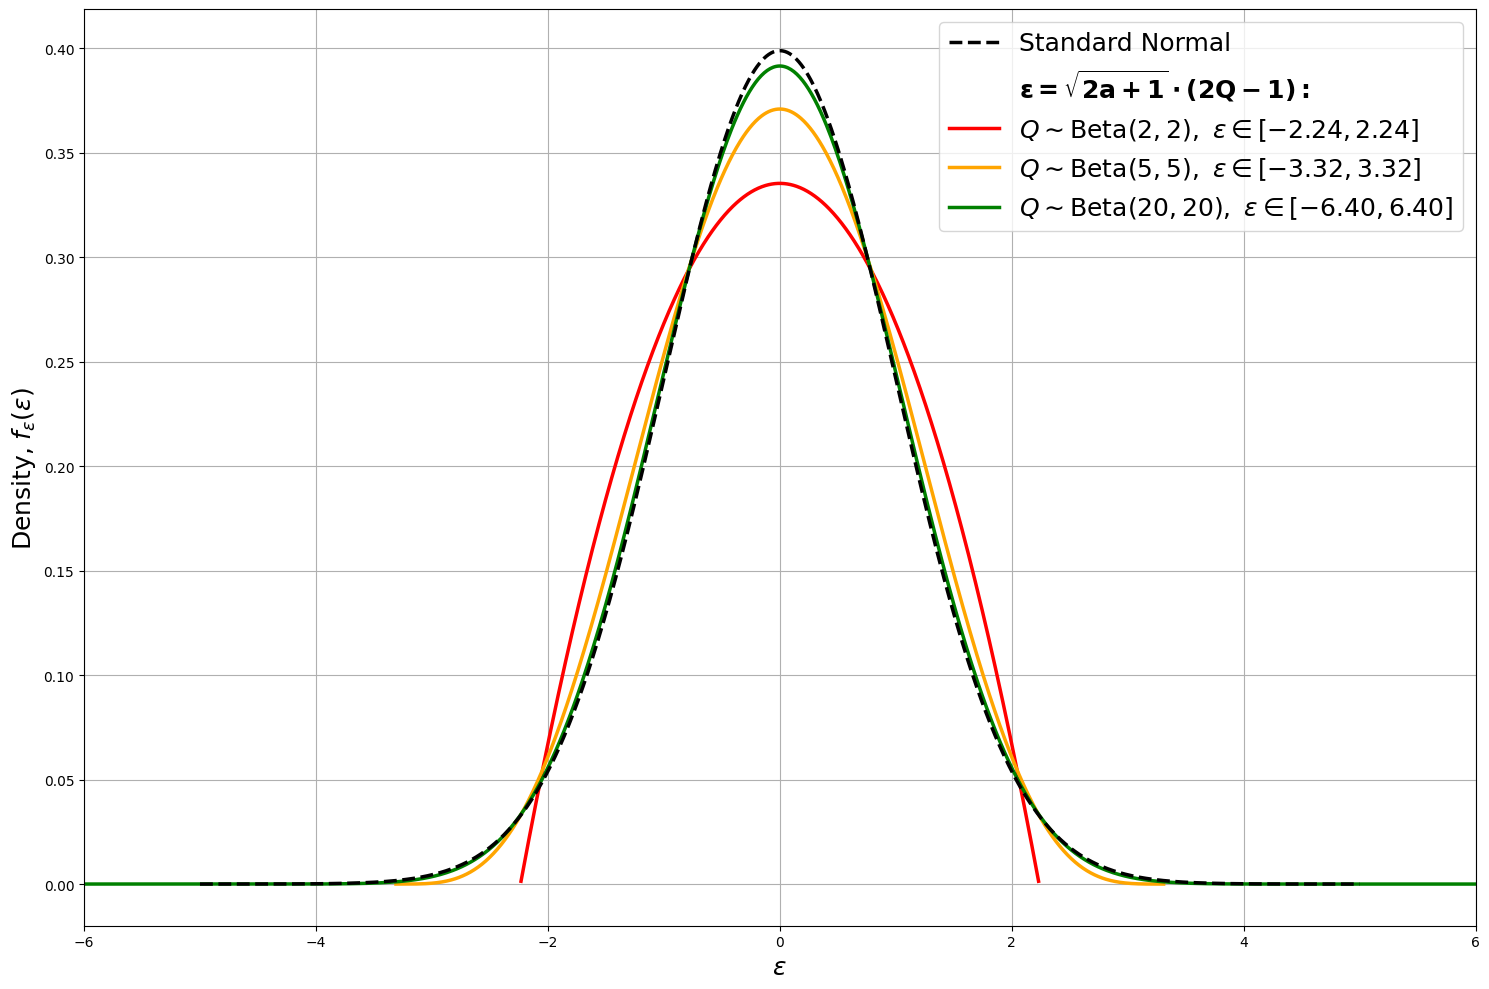 Standard Normal
ε = √2a + 1 · (2Q − 1) :
Q ∼ Beta(2, 2), ε ∈ [−2.24, 2.24]
Q ∼ Beta(5, 5), ε ∈ [−3.32, 3.32]
Q ∼ Beta(20, 20), ε ∈ [−6.40, 6.40]
0.40
0.35
0.30
0.25
0.20
0.15
0.10
0.05
0.00
Density, fε(ε)
−6 −4 −2 0 2 4 6
ε